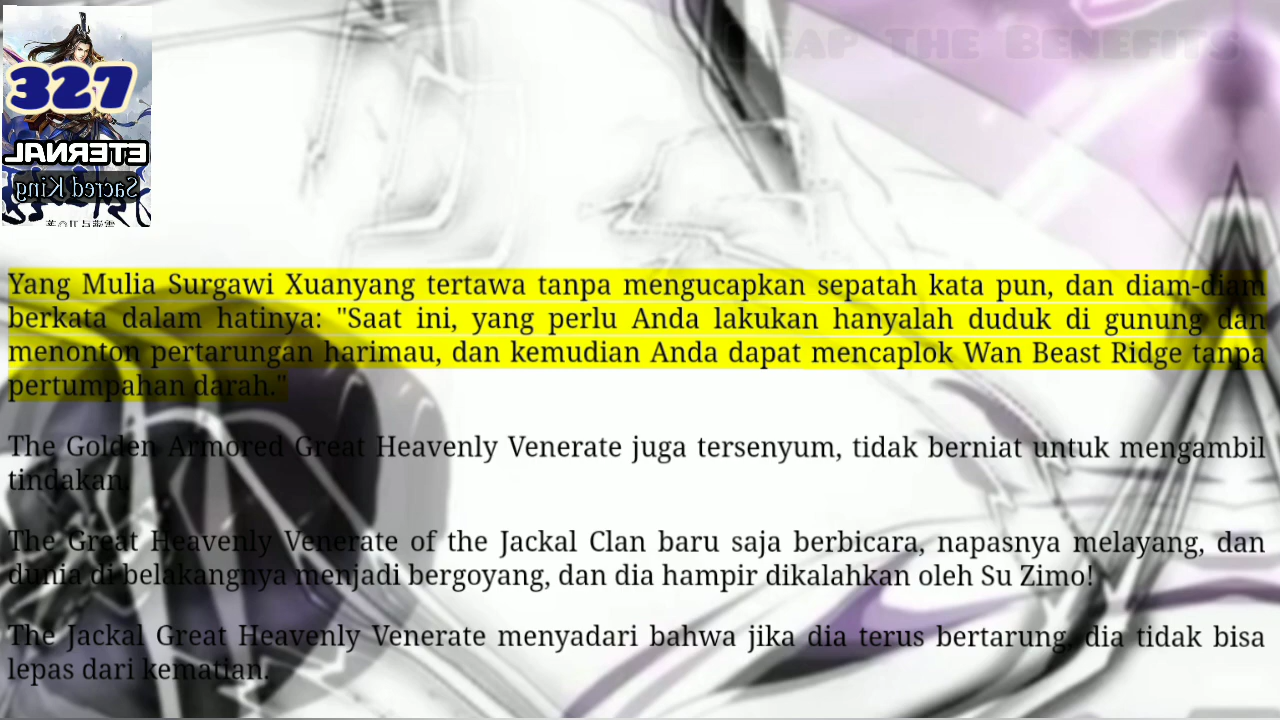 REAP THE BENEFITS
327
ETERNAL
Sacred King
Yang Mulia Surgawi Xuanyang tertawa tanpa mengucapkan sepatah kata pun, dan diam-diam
berkata dalam hatinya: "Saat ini, yang perlu Anda lakukan hanyalah duduk di gunung dan
menonton pertarungan harimau, dan kemudian Anda dapat mencaplok Wan Beast Ridge tanpa
pertumpahan darah."
The Golden Armored Great Heavenly Venerate juga tersenyum, tidak berniat untuk mengambil
tindakan.
The Great Heavenly Venerate of the Jackal Clan baru saja berbicara, napasnya melayang, dan
dunia di belakangnya menjadi bergoyang, dan dia hampir dikalahkan oleh Su Zimo!
The Jackal Great Heavenly Venerate menyadari bahwa jika dia terus bertarung, dia tidak bisa
lepas dari kematian.